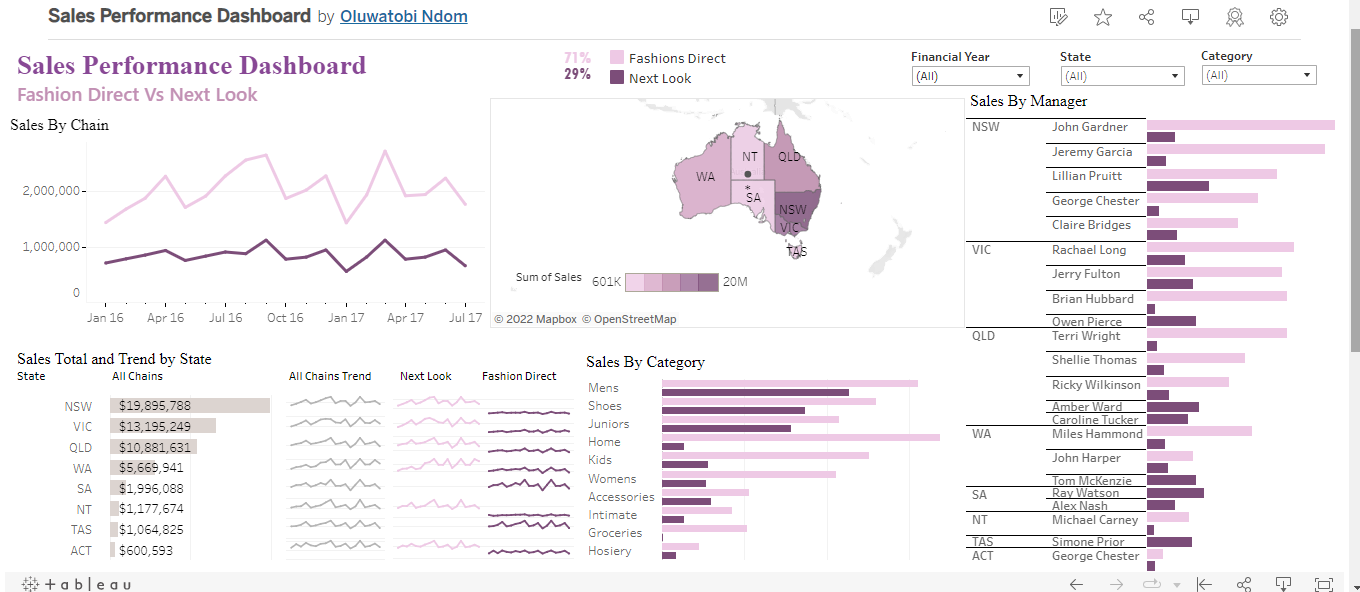 Sales Performance Dashboard by Oluwatobi Ndom
Sales Performance Dashboard
Fashion Direct Vs Next Look
71% Fashions Direct
29% Next Look
Financial Year
(All)
State
(All)
Category
(All)
Sales By Chain
2,000,000
1,000,000
0
Jan 16 Apr 16 Jul 16 Oct 16 Jan 17 Apr 17 Jul 17
WA
NT
QLD
*
SA
NSW
VIC
TAS
Sum of Sales 601K 20M
© 2022 Mapbox © OpenStreetMap
Sales By Manager
NSW John Gardner
Jeremy Garcia
Lillian Pruitt
George Chester
Claire Bridges
VIC Rachael Long
Jerry Fulton
Brian Hubbard
Owen Pierce
QLD Terri Wright
Shellie Thomas
Ricky Wilkinson
Amber Ward
Caroline Tucker
WA Miles Hammond
John Harper
Tom McKenzie
SA Ray Watson
Alex Nash
NT Michael Carney
TAS Simone Prior
ACT George Chester
Sales Total and Trend by State
State All Chains All Chains Trend Next Look Fashion Direct
NSW $19,895,788
VIC $13,195,249
QLD $10,881,631
WA $5,669,941
SA $1,996,088
NT $1,177,674
TAS $1,064,825
ACT $600,593
Sales By Category
Mens
Shoes
Juniors
Home
Kids
Womens
Accessories
Intimate
Groceries
Hosiery
+ a b | e a u